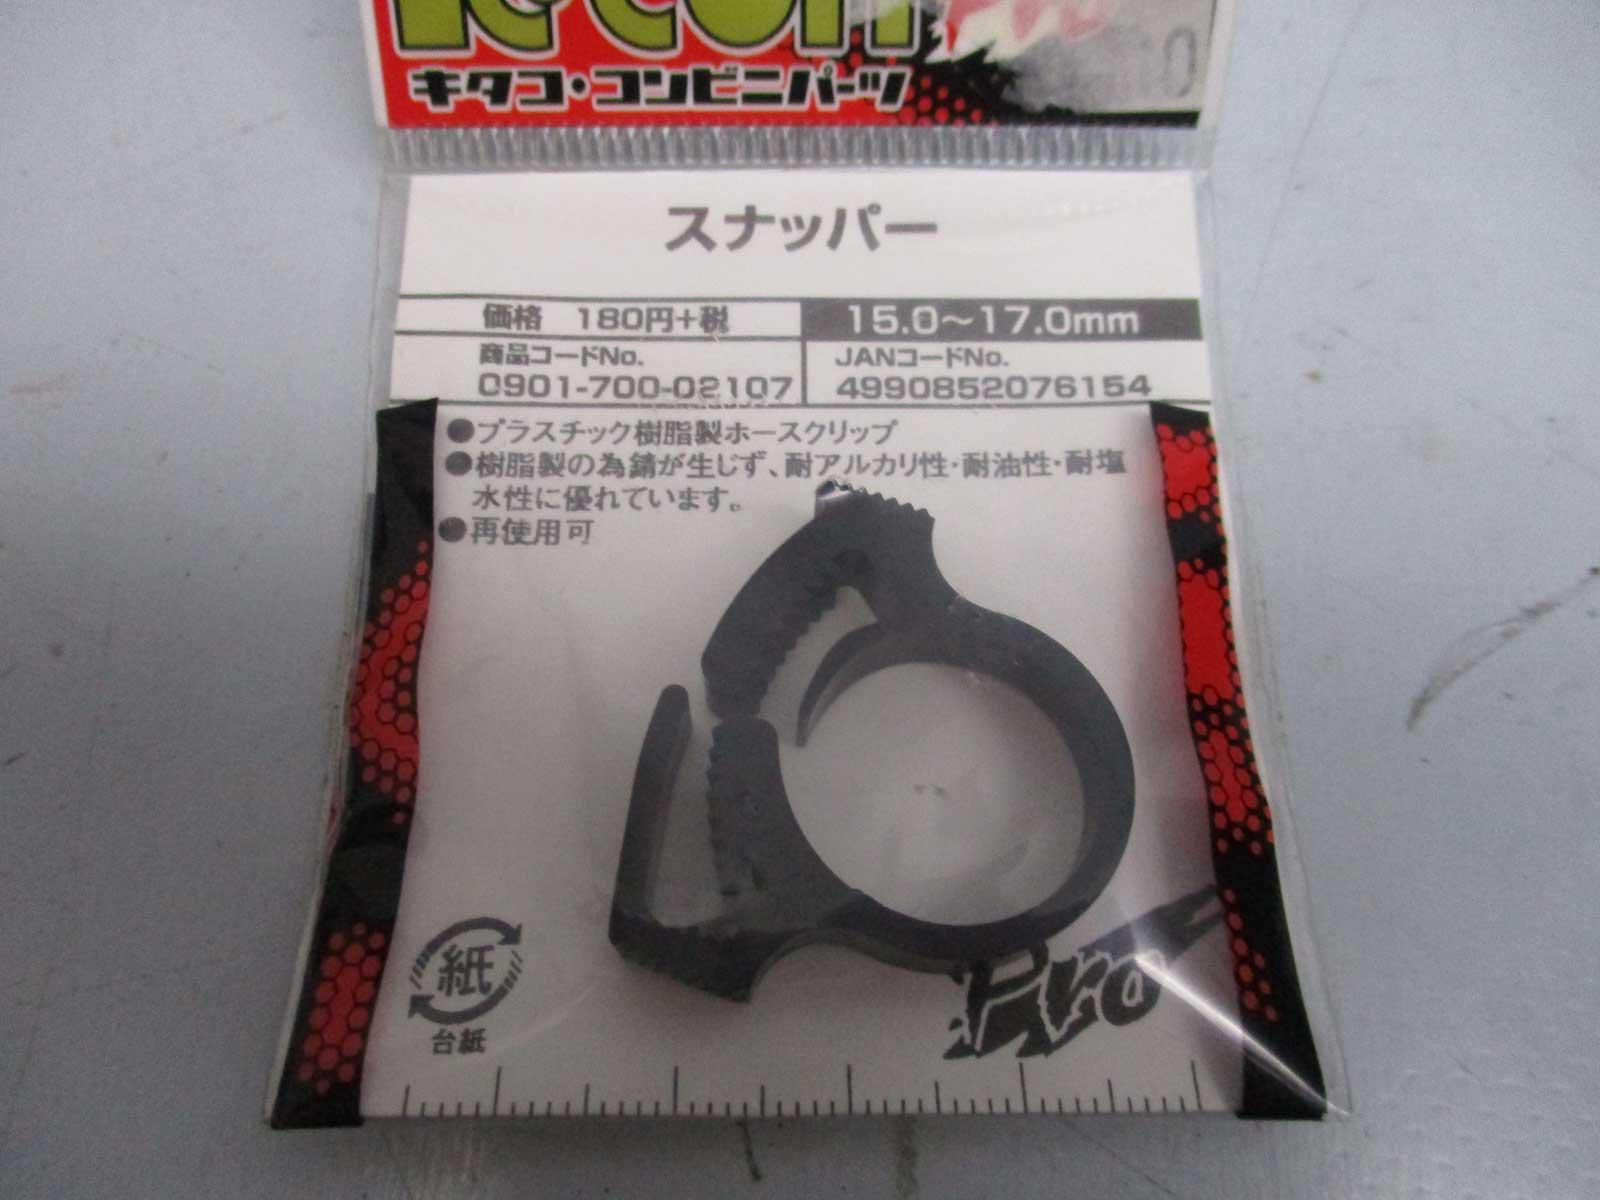 キタコ・コンビニパーツ
スナッパー
価格 180円+税
15.0～17.0mm
商品コードNo.
0901-700-02107
JANコードNo.
4990852076154
●プラスチック樹脂製ホースクリップ
●樹脂製の為錆が生じず、耐アルカリ性・耐油性・耐塩
水性に優れています。
●再使用可
紙
台紙
Pro